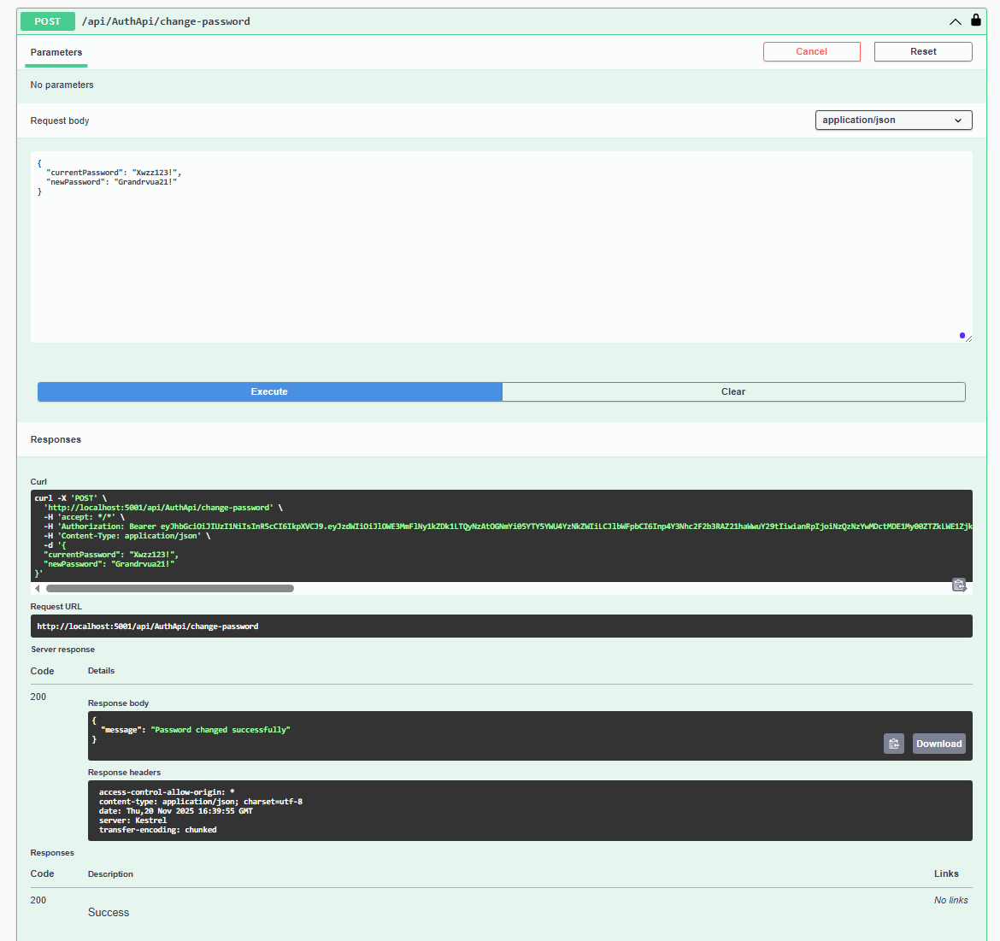 POST /api/AuthApi/change-password
Parameters
Cancel
Reset
No parameters
Request body
application/json
{
  "currentPassword": "Xwzz123!",
  "newPassword": "Grandrvua21!"
}
Execute
Clear
Responses
Curl
curl -X 'POST' \
  'http://localhost:5001/api/AuthApi/change-password' \
  -H 'accept: */*' \
  -H 'Authorization: Bearer
  -H 'Content-Type: application/json' \
  -d '{
  "currentPassword": "Xwzz123!",
  "newPassword": "Grandrvua21!"
}'
Request URL
http://localhost:5001/api/AuthApi/change-password
Server response
Code Details
200
Response body
{
  "message": "Password changed successfully"
}
Download
Response headers
access-control-allow-origin: *
content-type: application/json; charset=utf-8
date: Thu,20 Nov 2025 16:39:55 GMT
server: Kestrel
transfer-encoding: chunked
Responses
Code Description Links
200 No links
Success